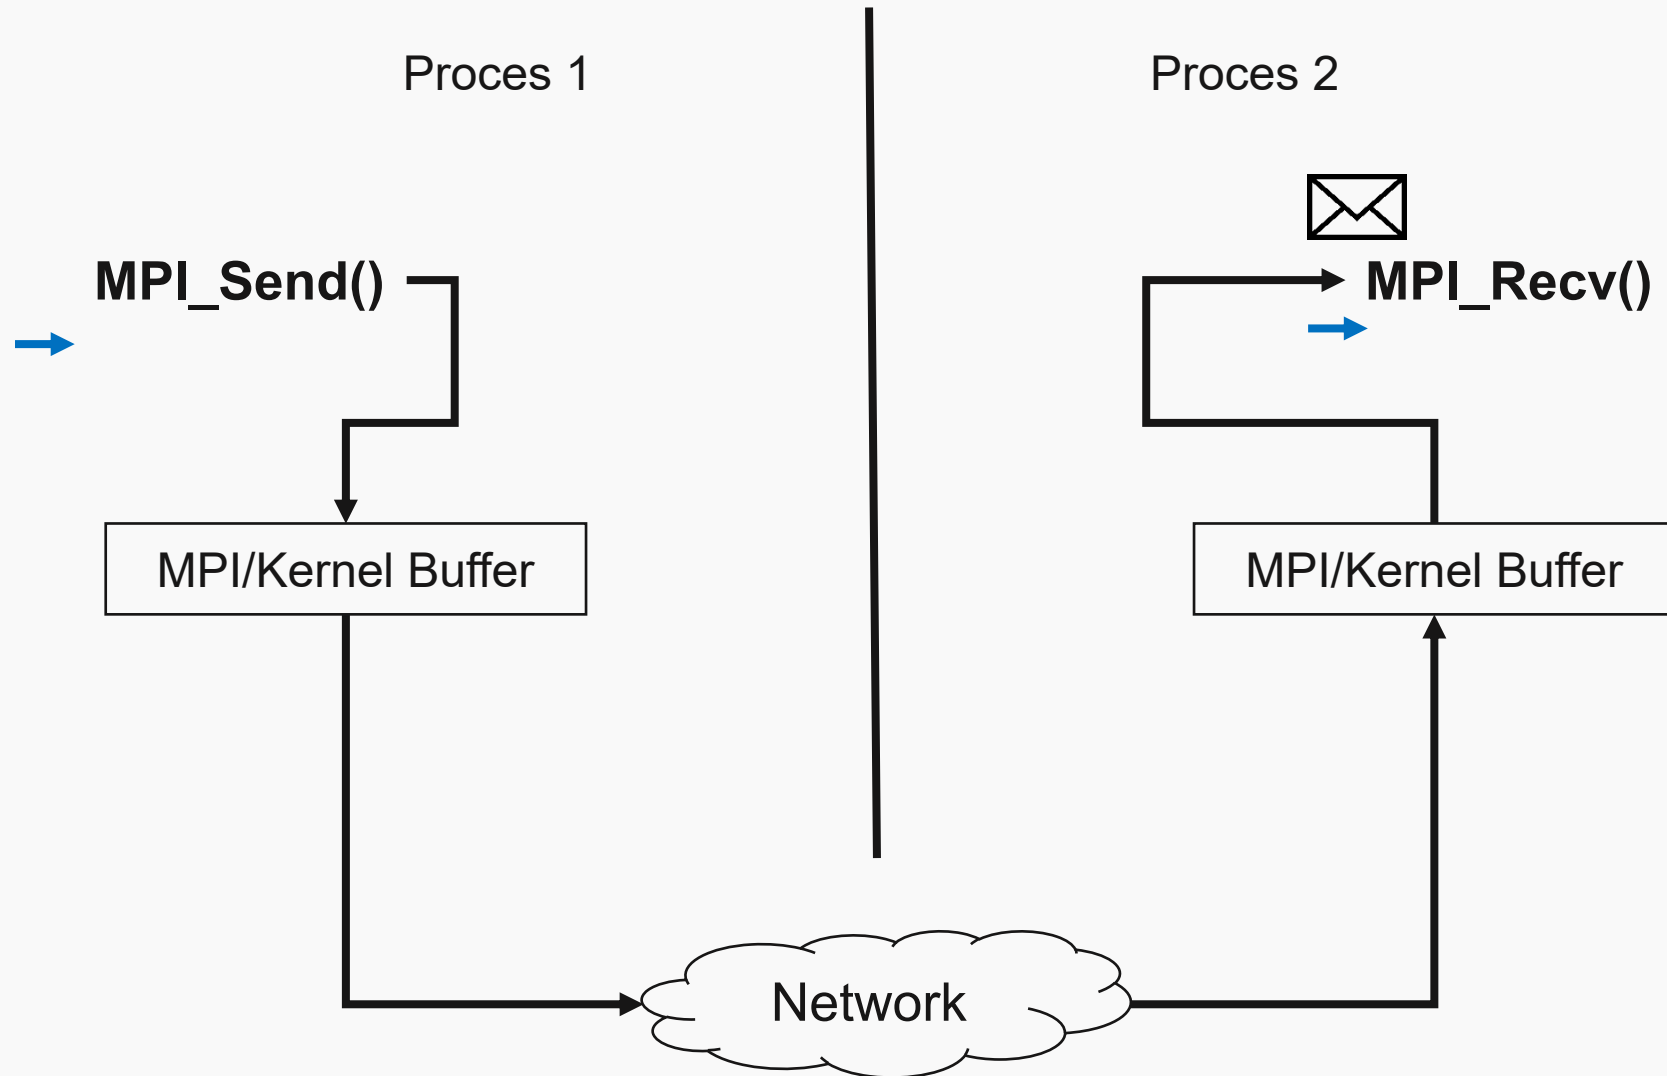 Proces 1
Proces 2
MPI_Send()
MPI_Recv()
MPI/Kernel Buffer
MPI/Kernel Buffer
Network